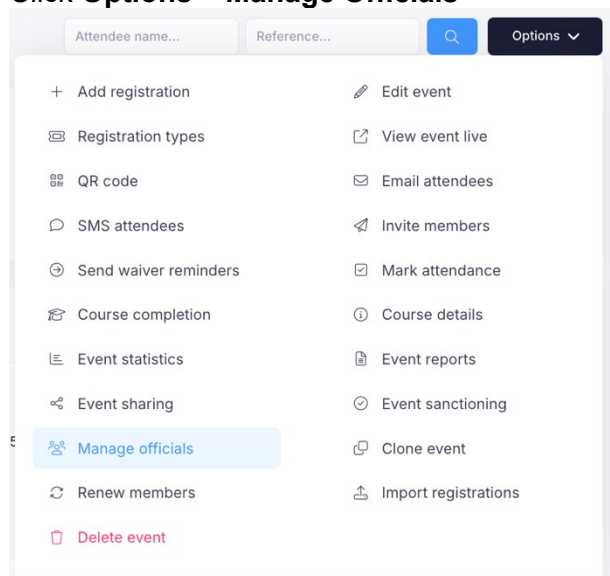 Click Options – Manage Officials
Attendee name... Reference... Options
Add registration Edit event
Registration types View event live
QR code Email attendees
SMS attendees Invite members
Send waiver reminders Mark attendance
Course completion Course details
Event statistics Event reports
Event sharing Event sanctioning
5
Manage officials Clone event
Renew members Import registrations
Delete event